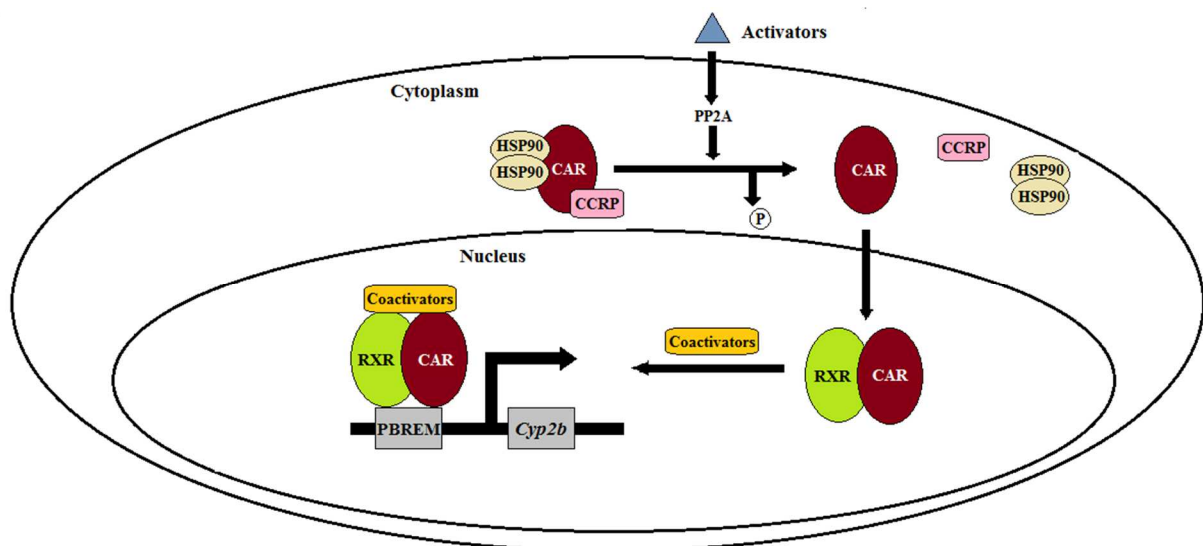 Activators
Cytoplasm
PP2A
HSP90
HSP90
CAR
CCRP
P
CAR
CCRP
HSP90
HSP90
Nucleus
Coactivators
RXR
CAR
Coactivators
RXR
CAR
PBREM
Cyp2b